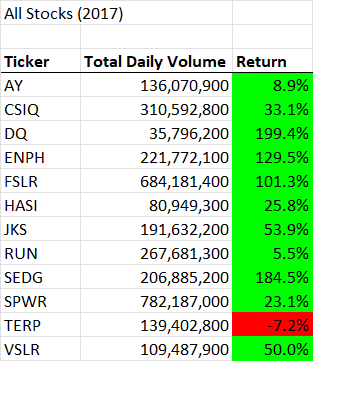 All Stocks (2017)
Ticker Total Daily Volume Return
AY 136,070,900 8.9%
CSIQ 310,592,800 33.1%
DQ 35,796,200 199.4%
ENPH 221,772,100 129.5%
FSLR 684,181,400 101.3%
HASI 80,949,300 25.8%
JKS 191,632,200 53.9%
RUN 267,681,300 5.5%
SEDG 206,885,200 184.5%
SPWR 782,187,000 23.1%
TERP 139,402,800 -7.2%
VSLR 109,487,900 50.0%